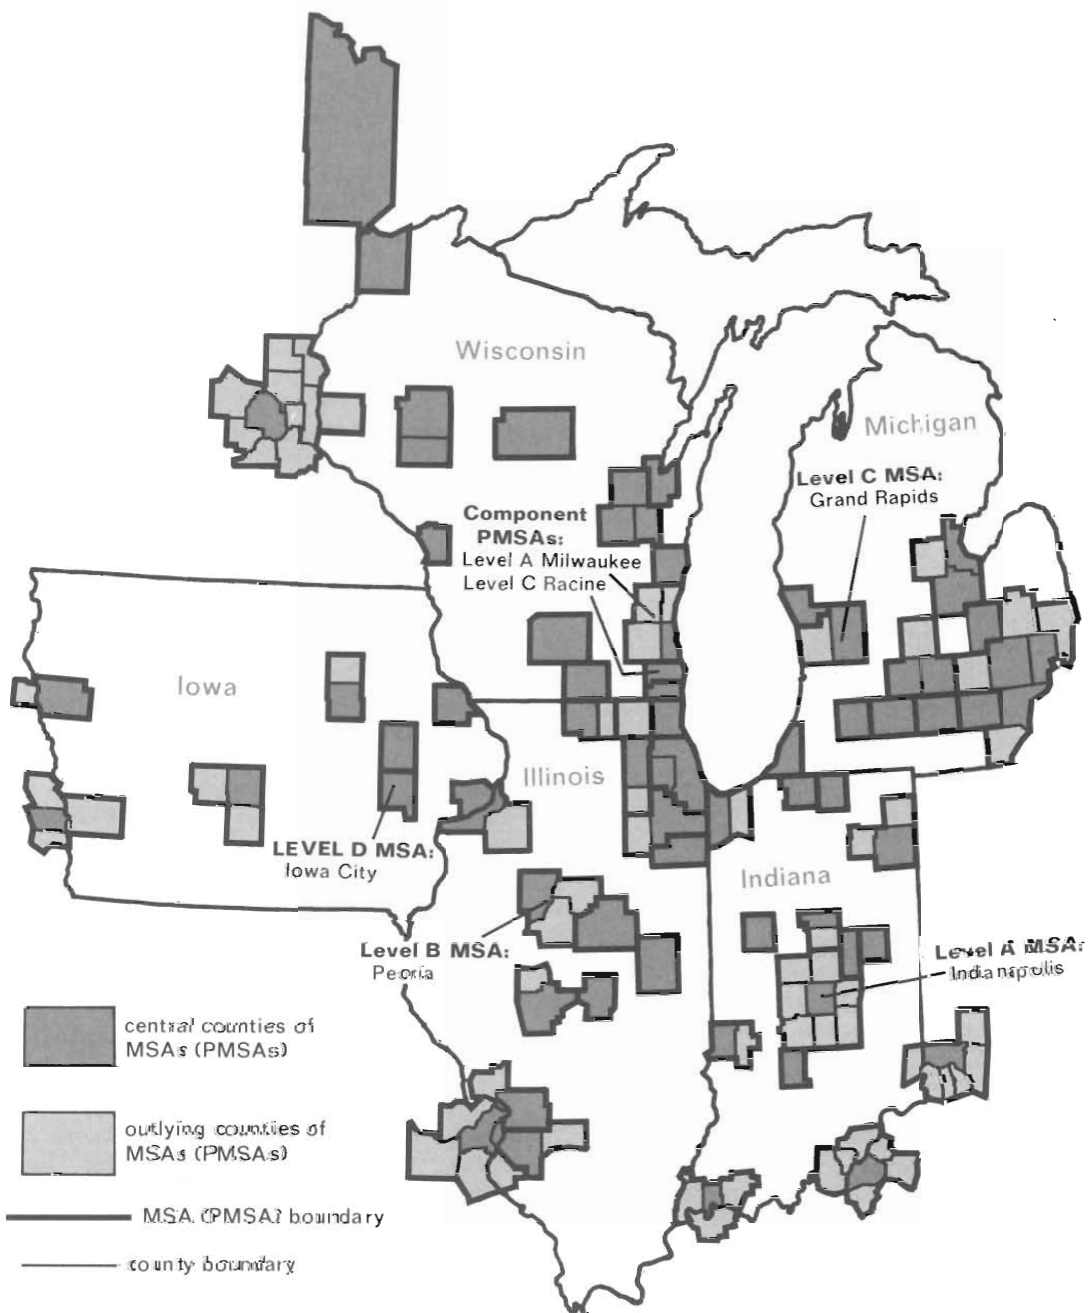 Wisconsin
Michigan
Level C MSA:
Grand Rapids
Component
PMSAs:
Level A Milwaukee
Level C Racine
Iowa
Illinois
LEVEL D MSA:
Iowa City
Indiana
Level B MSA:
Peoria
Level A MSA:
Indianapolis
central counties of
MSAs (PMSAs)
outlying counties of
MSAs (PMSAs)
MSA (PMSA) boundary
county boundary